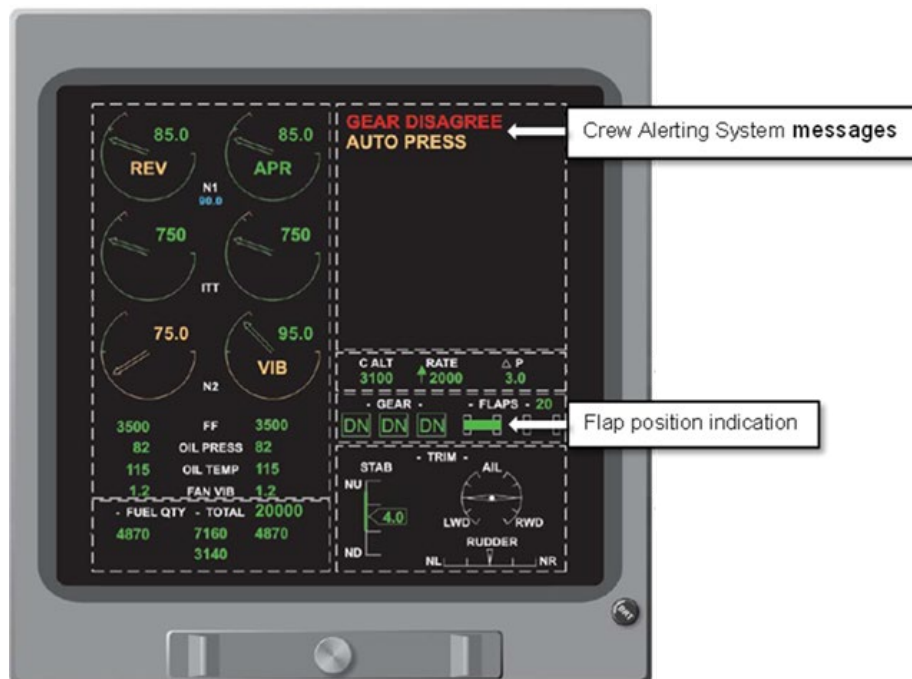 85.0 85.0
REV APR
N1
90.0
750 750
ITT
75.0 95.0
VIB
N2
3500 FF 3500
82 OIL PRESS 82
115 OIL TEMP 115
1.2 FAN VIB 1.2
- FUEL QTY - TOTAL 20000
4870 7160 4870
3140
GEAR DISAGREE
AUTO PRESS
Crew Alerting System messages
C ALT RATE △ P
3100 2000 3.0
- GEAR - - FLAPS - 20
DN DN DN
Flap position indication
- TRIM -
STAB AIL
NU
4.0
LWD RWD
ND
RUDDER
NL NR
BRT